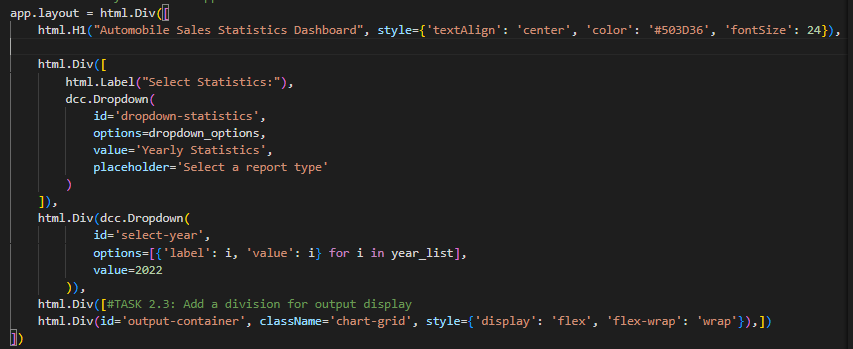 app.layout = html.Div([
html.H1("Automobile Sales Statistics Dashboard", style={'textAlign': 'center', 'color': '#503D36', 'fontSize': 24}),
html.Div([
html.Label("Select Statistics:"),
dcc.Dropdown(
id='dropdown-statistics',
options=dropdown_options,
value='Yearly Statistics',
placeholder='Select a report type'
)
]),
html.Div(dcc.Dropdown(
id='select-year',
options=[{'label': i, 'value': i} for i in year_list],
value=2022
)),
html.Div([#TASK 2.3: Add a division for output display
html.Div(id='output-container', className='chart-grid', style={'display': 'flex', 'flex-wrap': 'wrap'}),])
])